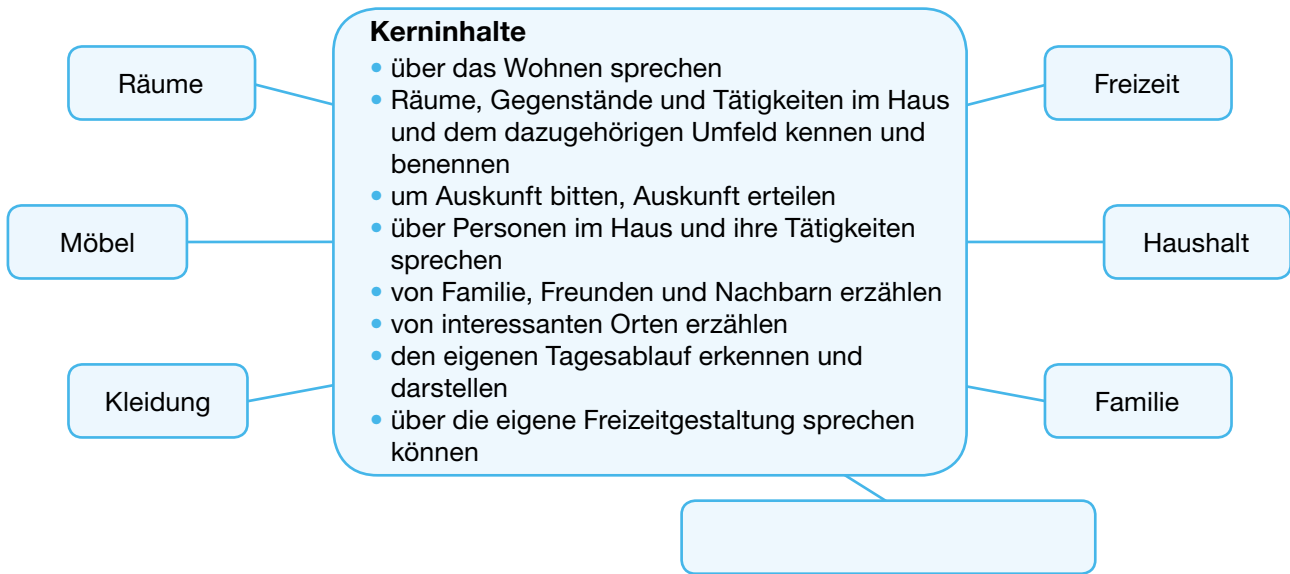 Kerninhalte
• über das Wohnen sprechen
• Räume, Gegenstände und Tätigkeiten im Haus
und dem dazugehörigen Umfeld kennen und
benennen
• um Auskunft bitten, Auskunft erteilen
• über Personen im Haus und ihre Tätigkeiten
sprechen
• von Familie, Freunden und Nachbarn erzählen
• von interessanten Orten erzählen
• den eigenen Tagesablauf erkennen und
darstellen
• über die eigene Freizeitgestaltung sprechen
können
Räume
Möbel
Kleidung
Freizeit
Haushalt
Familie